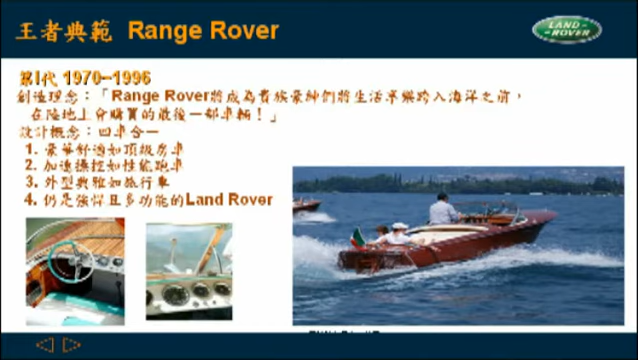 王者典範 Range Rover
LAND
ROVER
第I代 1970~1996
創造理念：「Range Rover將成為貴族豪紳們將生活享樂跨入海洋之前，
在陸地上會購買的最後一部車輛！」
設計概念：四車合一
1. 豪華舒適如頂級房車
2. 加速操控如性能跑車
3. 外型典雅如旅行車
4. 仍是強悍且多功能的Land Rover